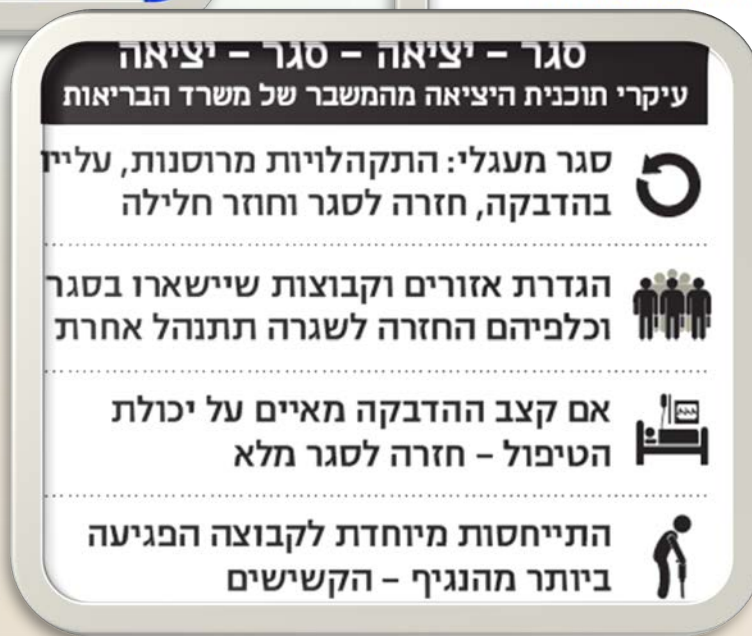 סגר – יציאה – סגר – יציאה
עיקרי תוכנית היציאה מהמשבר של משרד הבריאות
סגר מעגלי: התקהלויות מרוסנות,
בהדבקה, חזרה לסגר וחוזר חלילה
הגדרת אזורים וקבוצות שיישארו בסגר
וכלפיהם החזרה לשגרה תתנהל אחרת
אם קצב ההדבקה מאיים על יכולת
הטיפול – חזרה לסגר מלא
התייחסות מיוחדת לקבוצה הפגיעה
ביותר מהנגיף – הקשישים